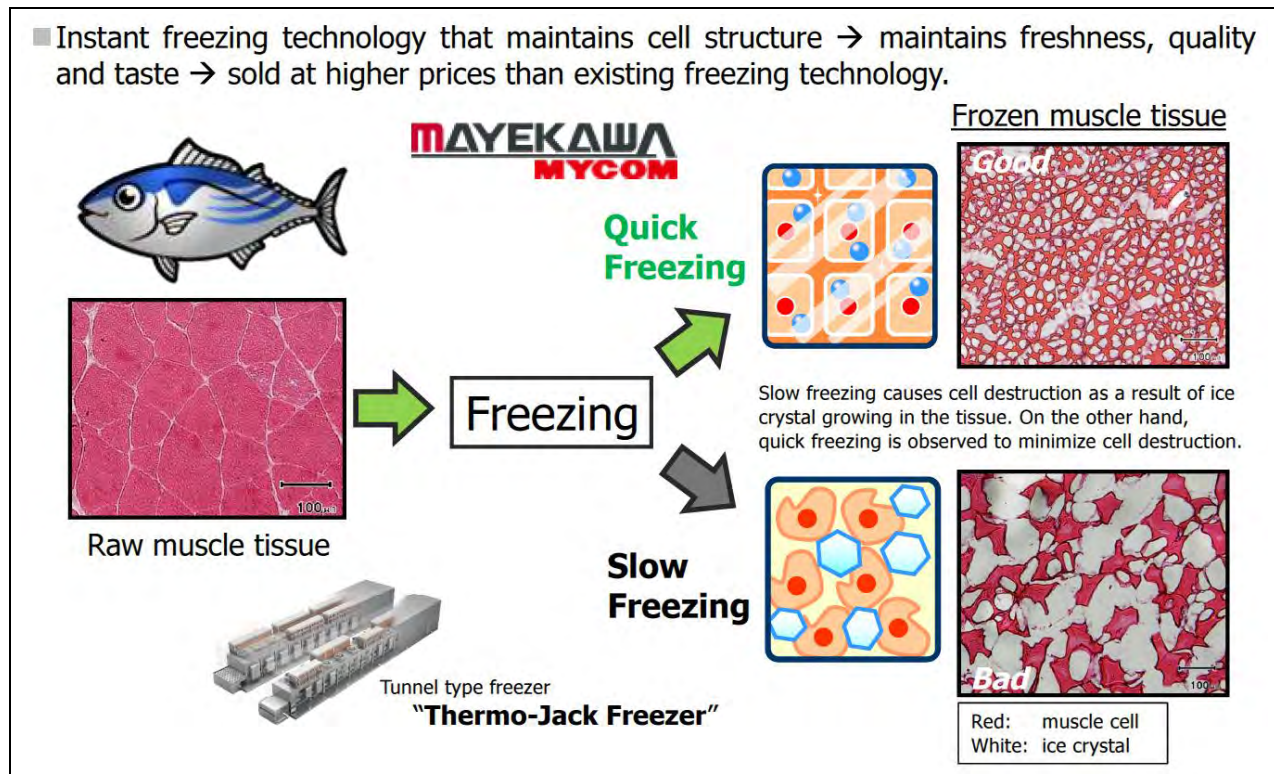 Instant freezing technology that maintains cell structure → maintains freshness, quality
and taste → sold at higher prices than existing freezing technology.
MAYEKAWA
MYCOM
Frozen muscle tissue
Good
Quick
Freezing
100
Freezing
Slow freezing causes cell destruction as a result of ice
crystal growing in the tissue. On the other hand,
quick freezing is observed to minimize cell destruction.
100
Raw muscle tissue
Slow
Freezing
Tunnel type freezer
“Thermo-Jack Freezer”
Bad
100
Red: muscle cell
White: ice crystal